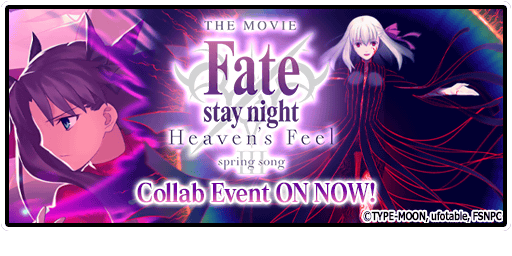 THE MOVIE
Fate
stay night
Heaven's Feel
III
spring song
Collab Event ON NOW!
©TYPE-MOON, ufotable, FSNPC